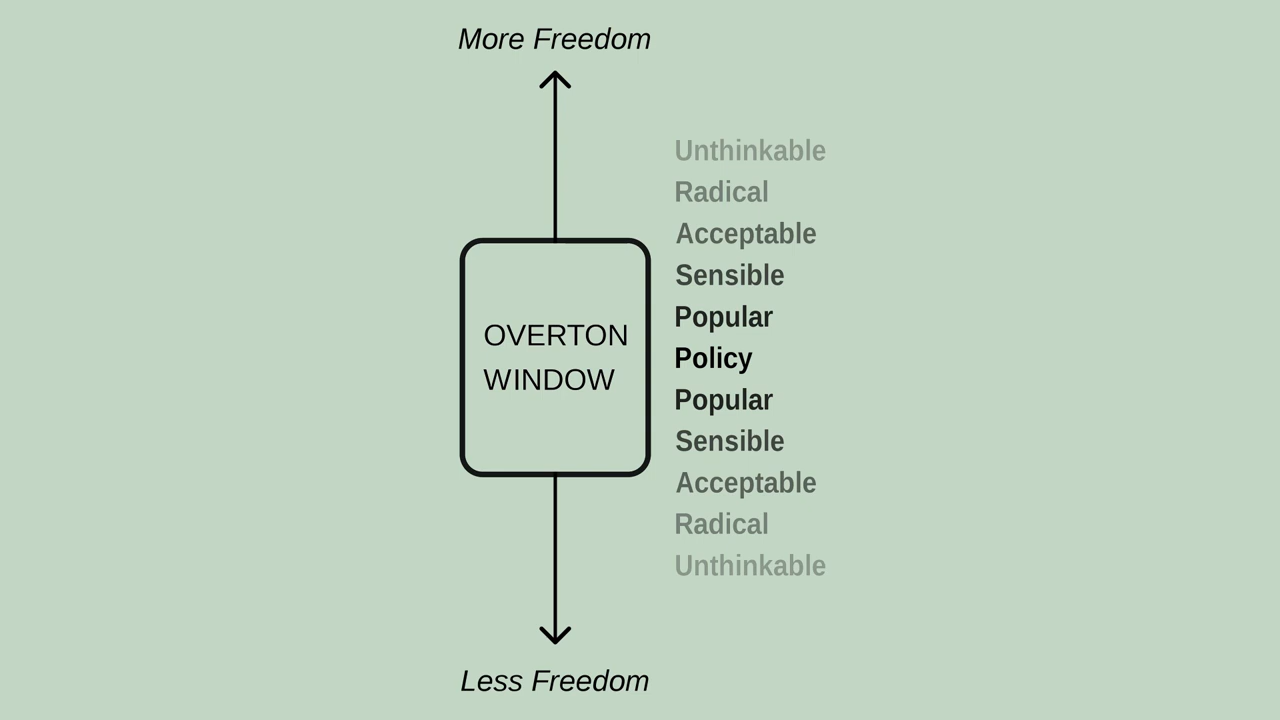 More Freedom
Unthinkable
Radical
Acceptable
Sensible
Popular
Policy
Popular
Sensible
Acceptable
Radical
Unthinkable
OVERTON
WINDOW
Less Freedom